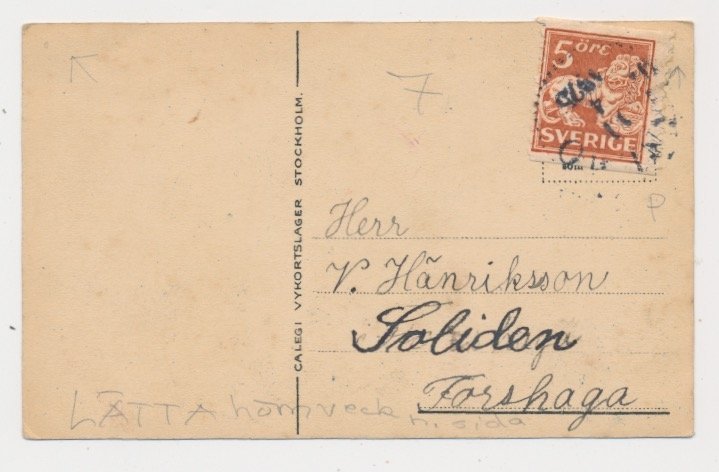 7.
5 öre
SVERIGE
CALEGI VYKORTSLAGER STOCKHOLM.
P
Herr
V. Hänriksson
Soliden
Forshaga
LÄTTA hörnveck
n. sida